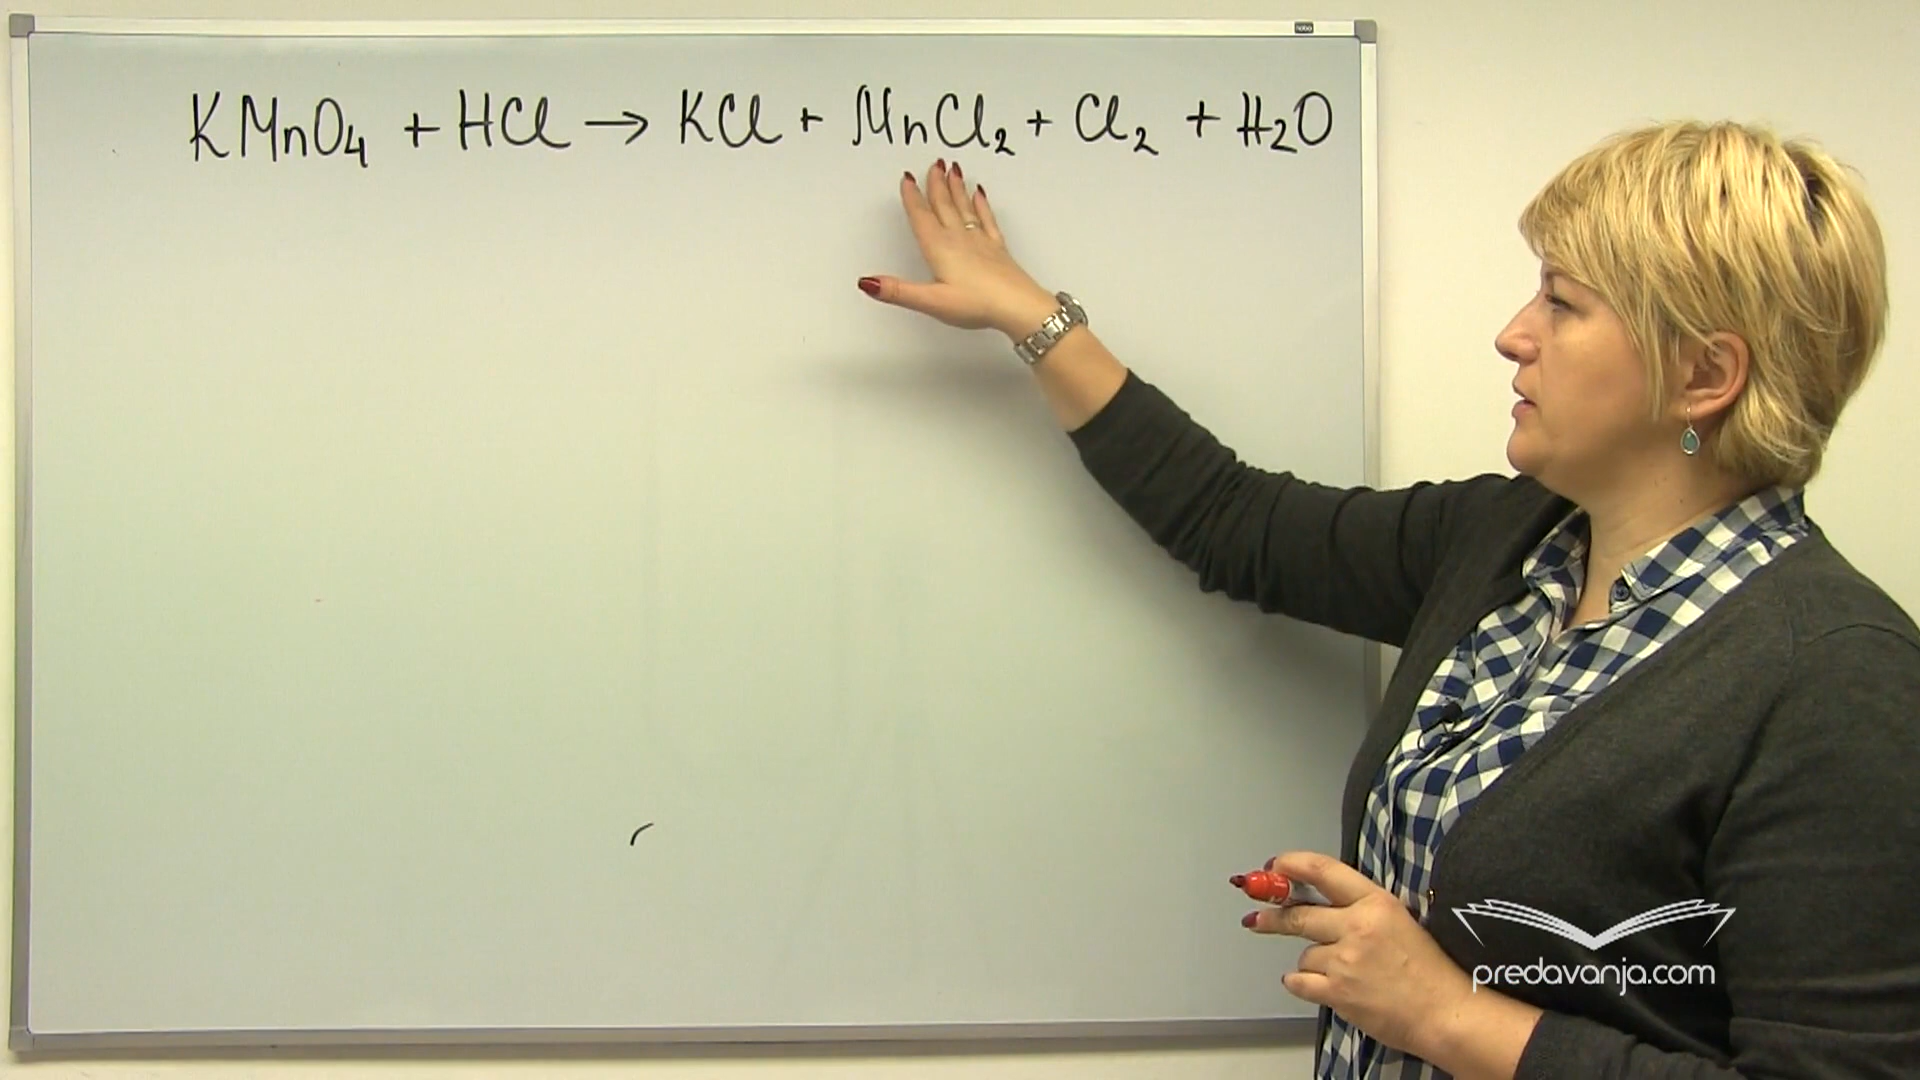 KMnO₄ + HCl → KCl + MnCl₂ + Cl₂ + H₂O
predavanja.com